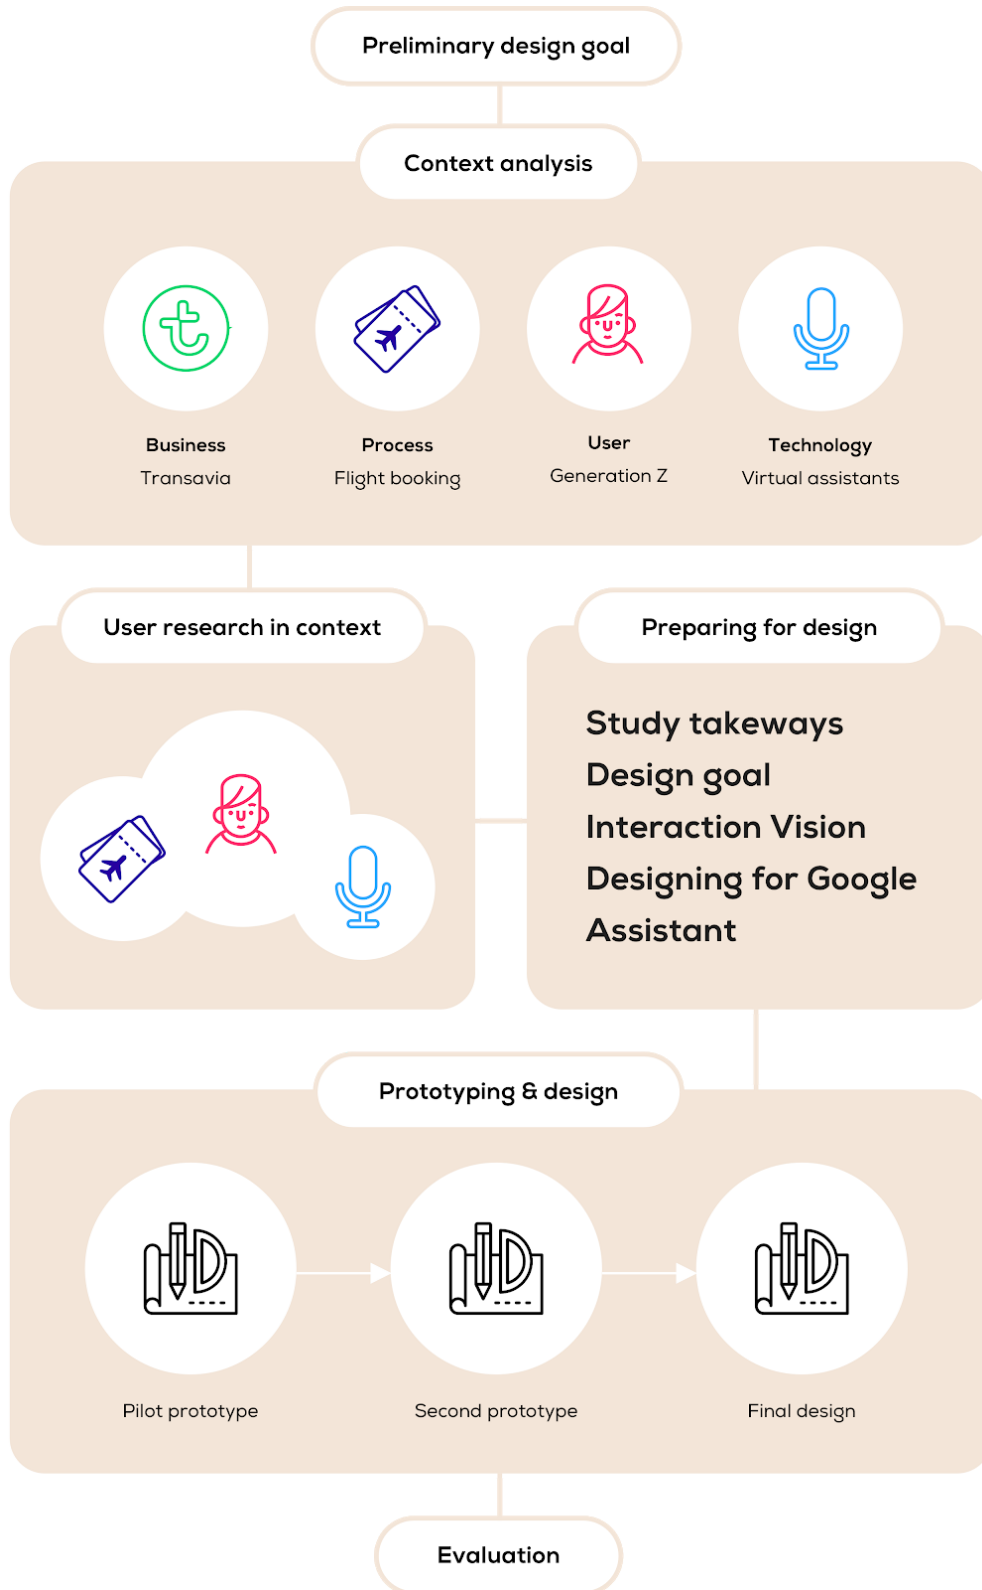 Preliminary design goal
Context analysis
Business
Transavia
Process
Flight booking
User
Generation Z
Technology
Virtual assistants
User research in context
Preparing for design
Study takeways
Design goal
Interaction Vision
Designing for Google
Assistant
Prototyping & design
Pilot prototype
Second prototype
Final design
Evaluation